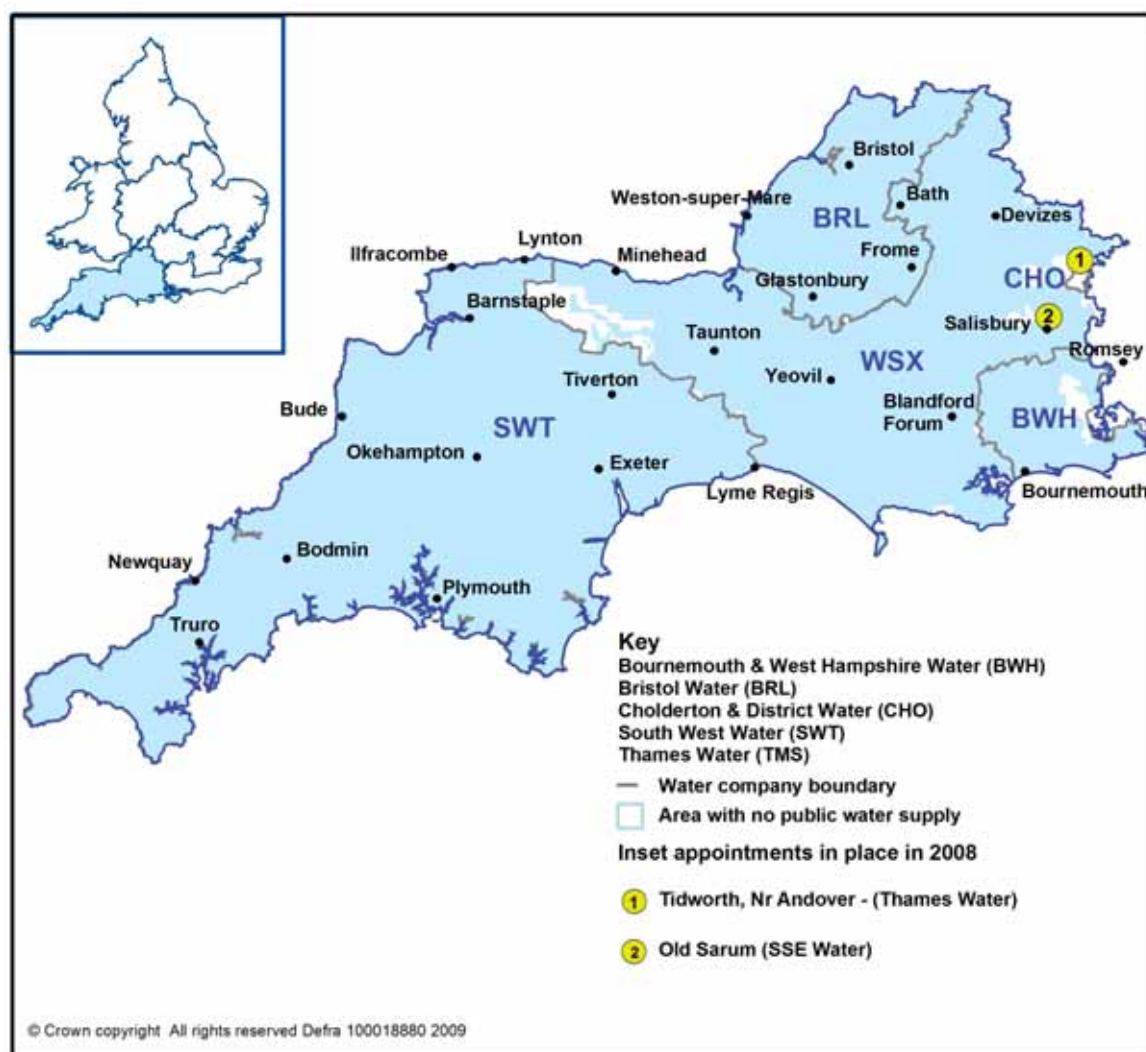 Bristol
Bath
Weston-super-Mare
BRL
Devizes
Lynton
Ilfracombe
Minehead
Frome
1
CHO
Glastonbury
Barnstaple
2
Salisbury
Taunton
Romsey
WSX
Yeovil
Tiverton
Blandford
Forum
Bude
SWT
BWH
Okehampton
Exeter
Lyme Regis
Bournemouth
Bodmin
Newquay
Plymouth
Truro
Key
Bournemouth & West Hampshire Water (BWH)
Bristol Water (BRL)
Cholderton & District Water (CHO)
South West Water (SWT)
Thames Water (TMS)
Water company boundary
Area with no public water supply
Inset appointments in place in 2008
1 Tidworth, Nr Andover - (Thames Water)
2 Old Sarum (SSE Water)
© Crown copyright All rights reserved Defra 100018880 2009